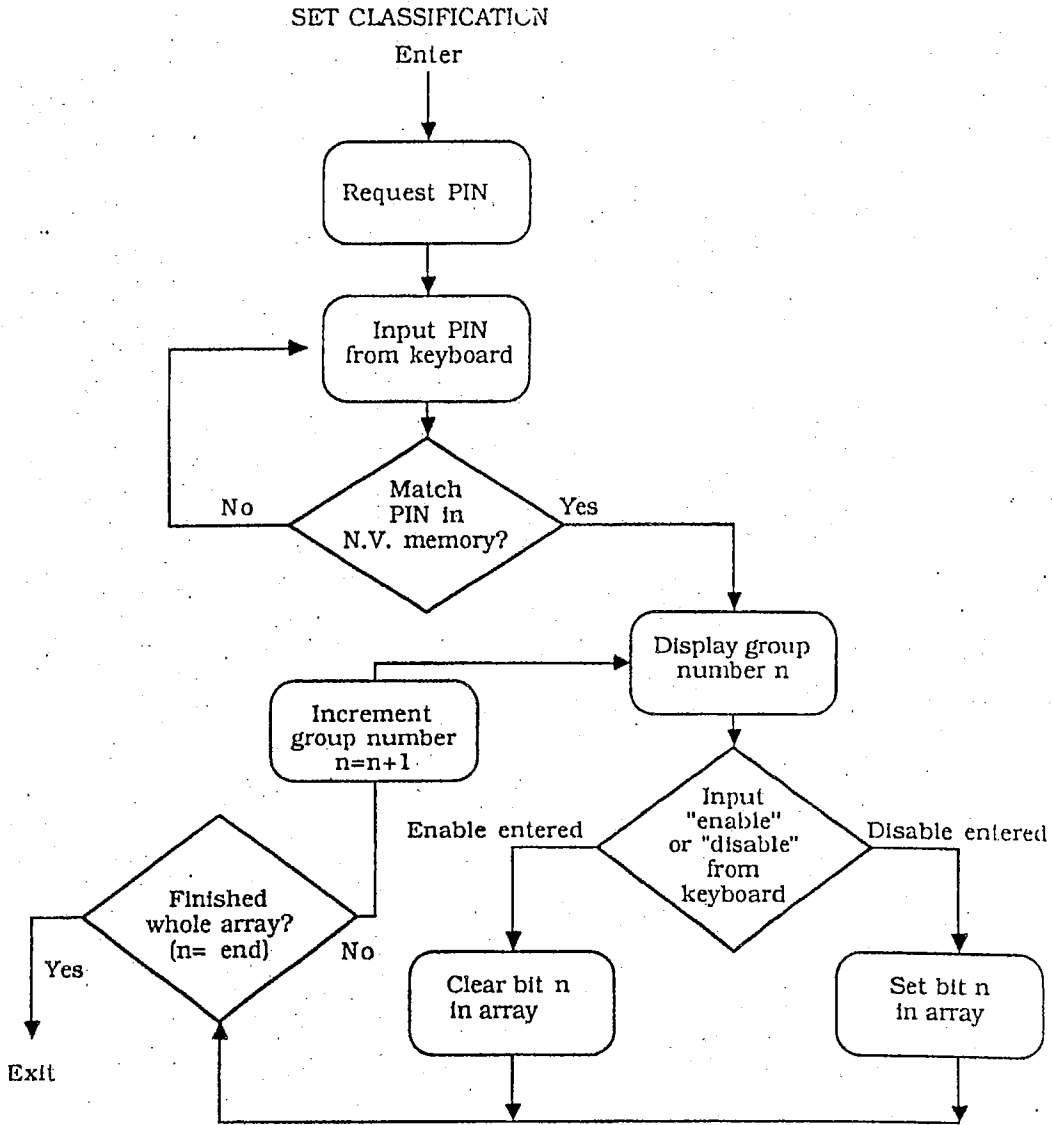 SET CLASSIFICATION
Enter
Request PIN
Input PIN
from keyboard
Match
PIN in
N.V. memory?
No
Yes
Display group
number n
Increment
group number
n=n+1
Input
"enable"
or "disable"
from
keyboard
Enable entered
Disable entered
Finished
whole array?
(n= end)
No
Yes
Clear bit n
in array
Set bit n
in array
Exit